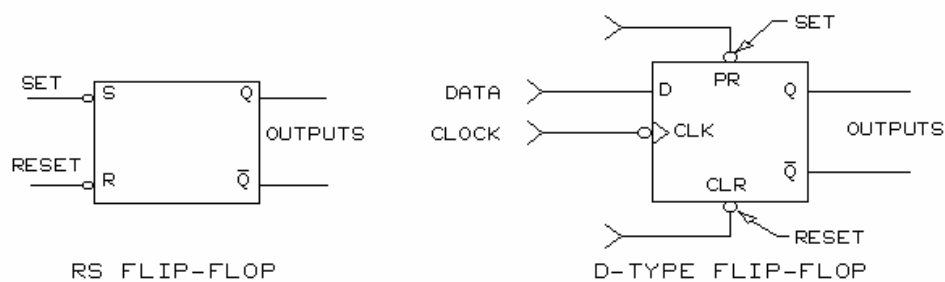 SET
S
Q
OUTPUTS
RESET
R
Q̅
RS FLIP-FLOP
SET
PR
DATA
D
Q
CLOCK
CLK
OUTPUTS
Q̅
CLR
RESET
D-TYPE FLIP-FLOP